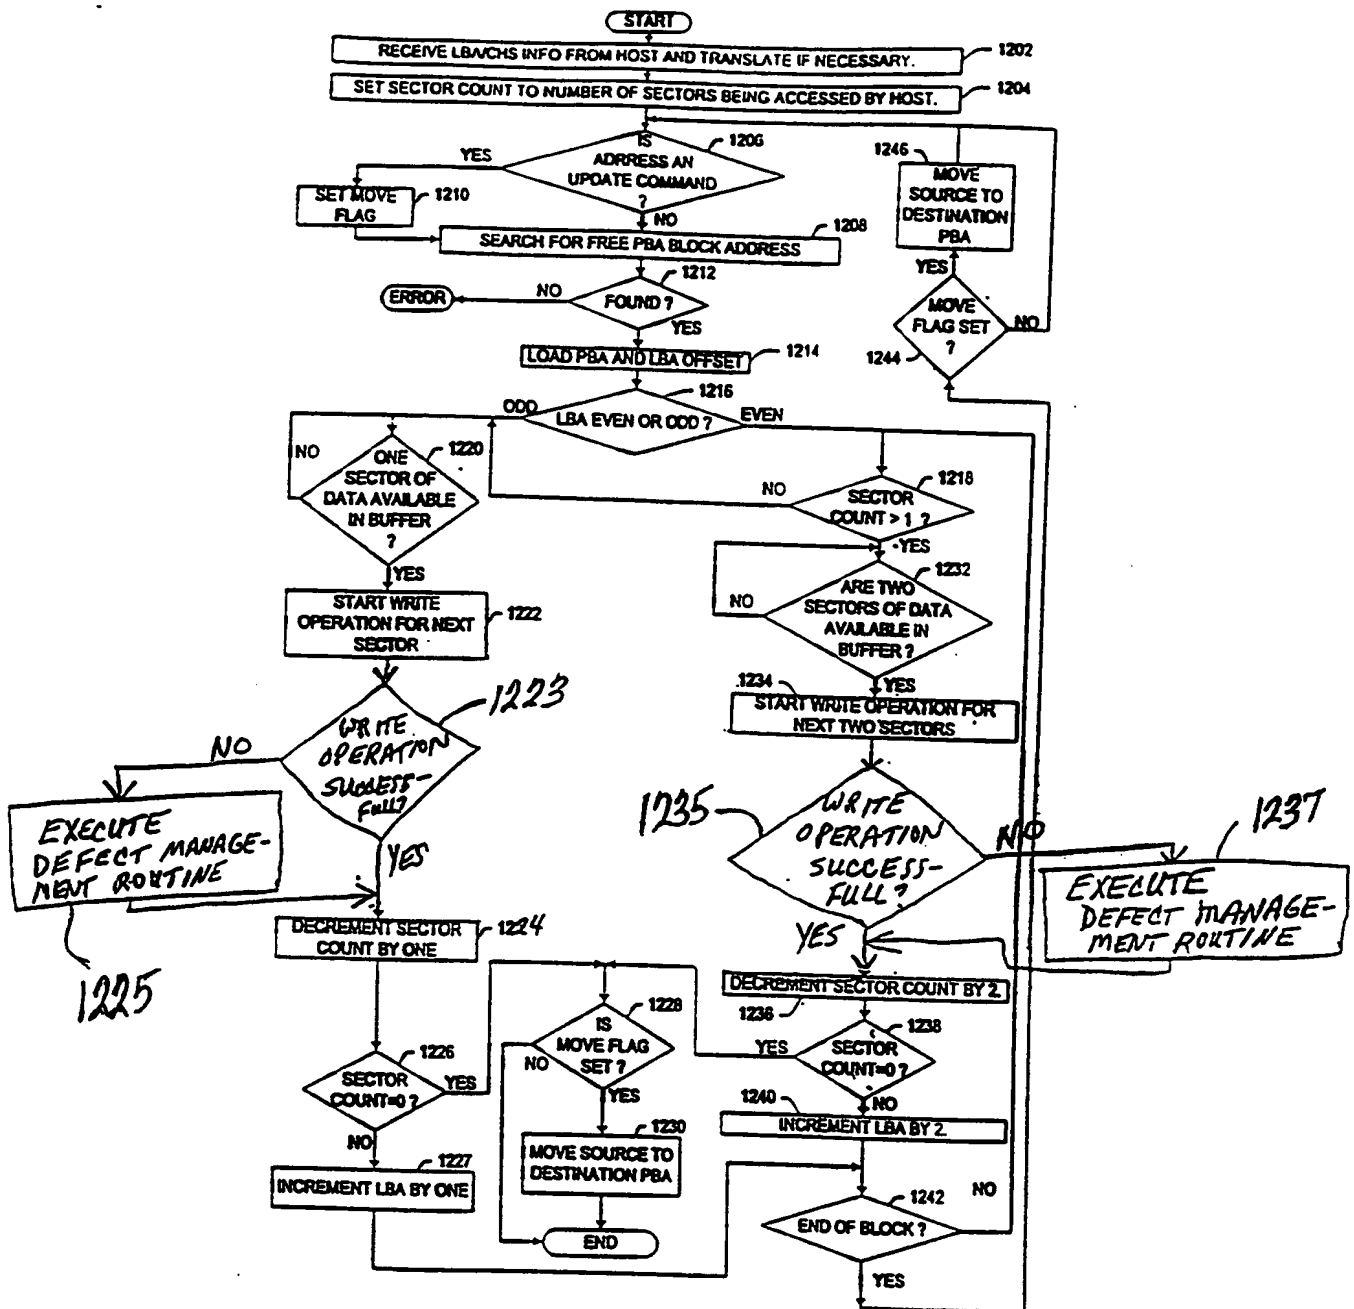 START
RECEIVE LBA/CHS INFO FROM HOST AND TRANSLATE IF NECESSARY.
1202
SET SECTOR COUNT TO NUMBER OF SECTORS BEING ACCESSED BY HOST.
1204
IS
ADRRESS AN
UPDATE COMMAND
?
1206
YES
NO
SET MOVE
FLAG
1210
1208
SEARCH FOR FREE PBA BLOCK ADDRESS
1246
MOVE
SOURCE TO
DESTINATION
PBA
YES
1212
FOUND ?
NO
ERROR
YES
MOVE
FLAG SET
?
NO
1244
LOAD PBA AND LBA OFFSET
1214
1216
ODD
LBA EVEN OR ODD ?
EVEN
NO
1220
ONE
SECTOR OF
DATA AVAILABLE
IN BUFFER
?
YES
NO
1218
SECTOR
COUNT > 1 ?
YES
1232
ARE TWO
SECTORS OF DATA
AVAILABLE IN
BUFFER ?
NO
YES
START WRITE
OPERATION FOR NEXT
SECTOR
1222
1234
START WRITE OPERATION FOR
NEXT TWO SECTORS
1223
WRITE
OPERATION
SUCCESS-
FULL?
NO
YES
EXECUTE
DEFECT MANAGE-
MENT ROUTINE
1225
1235
WRITE
OPERATION
SUCCESS-
FULL?
NO
YES
1237
EXECUTE
DEFECT MANAGE-
MENT ROUTINE
DECREMENT SECTOR
COUNT BY ONE
1224
DECREMENT SECTOR COUNT BY 2.
1236
1226
SECTOR
COUNT=0 ?
YES
NO
1228
IS
MOVE FLAG
SET ?
NO
YES
1238
SECTOR
COUNT=0 ?
YES
NO
1240
INCREMENT LBA BY 2.
1230
MOVE SOURCE TO
DESTINATION PBA
1227
INCREMENT LBA BY ONE
END
1242
END OF BLOCK ?
NO
YES